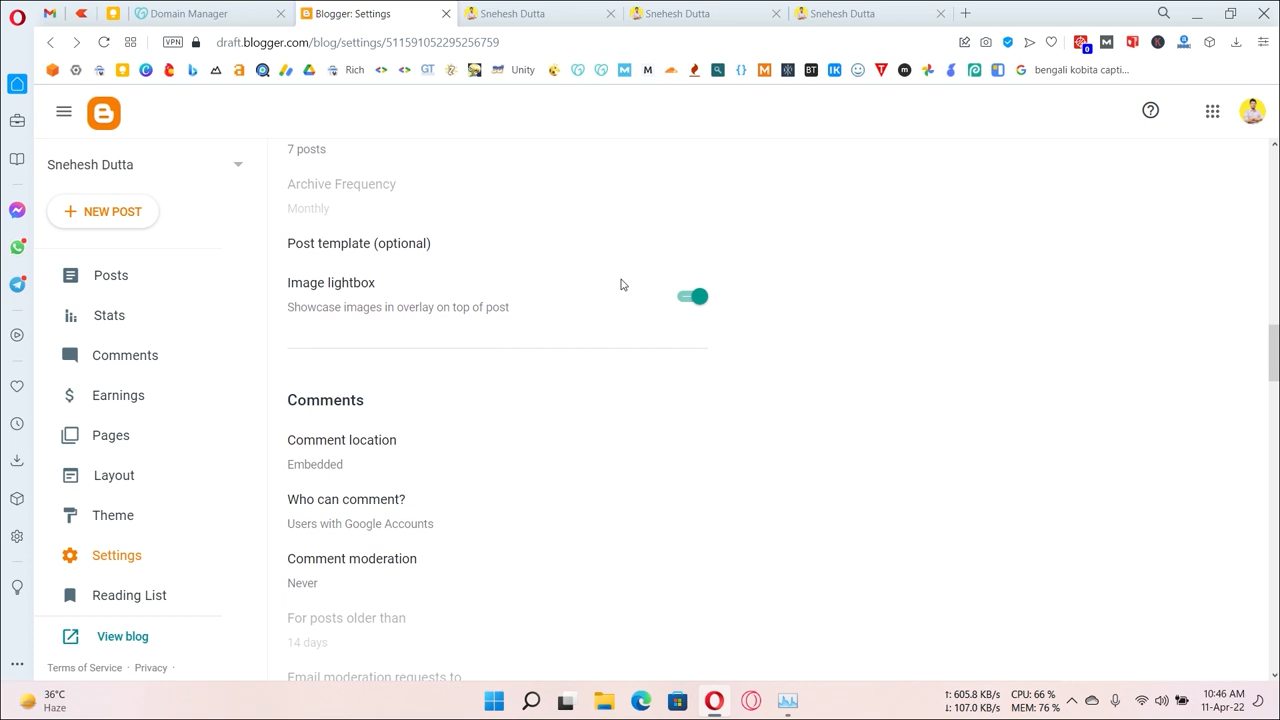 Domain Manager
Blogger: Settings
Snehesh Dutta
Snehesh Dutta
Snehesh Dutta
VPN
draft.blogger.com/blog/settings/511591052295256759
0
Rich
GT
Unity
BT
IK
bengali kobita capti...
Snehesh Dutta
NEW POST
Posts
Stats
Comments
Earnings
Pages
Layout
Theme
Settings
Reading List
View blog
Terms of Service · Privacy ·
7 posts
Archive Frequency
Monthly
Post template (optional)
Image lightbox
Showcase images in overlay on top of post
Comments
Comment location
Embedded
Who can comment?
Users with Google Accounts
Comment moderation
Never
For posts older than
14 days
Email moderation requests to
36°C
Haze
↑: 605.8 KB/s
↓: 107.0 KB/s
CPU: 66 %
MEM: 76 %
10:46 AM
11-Apr-22